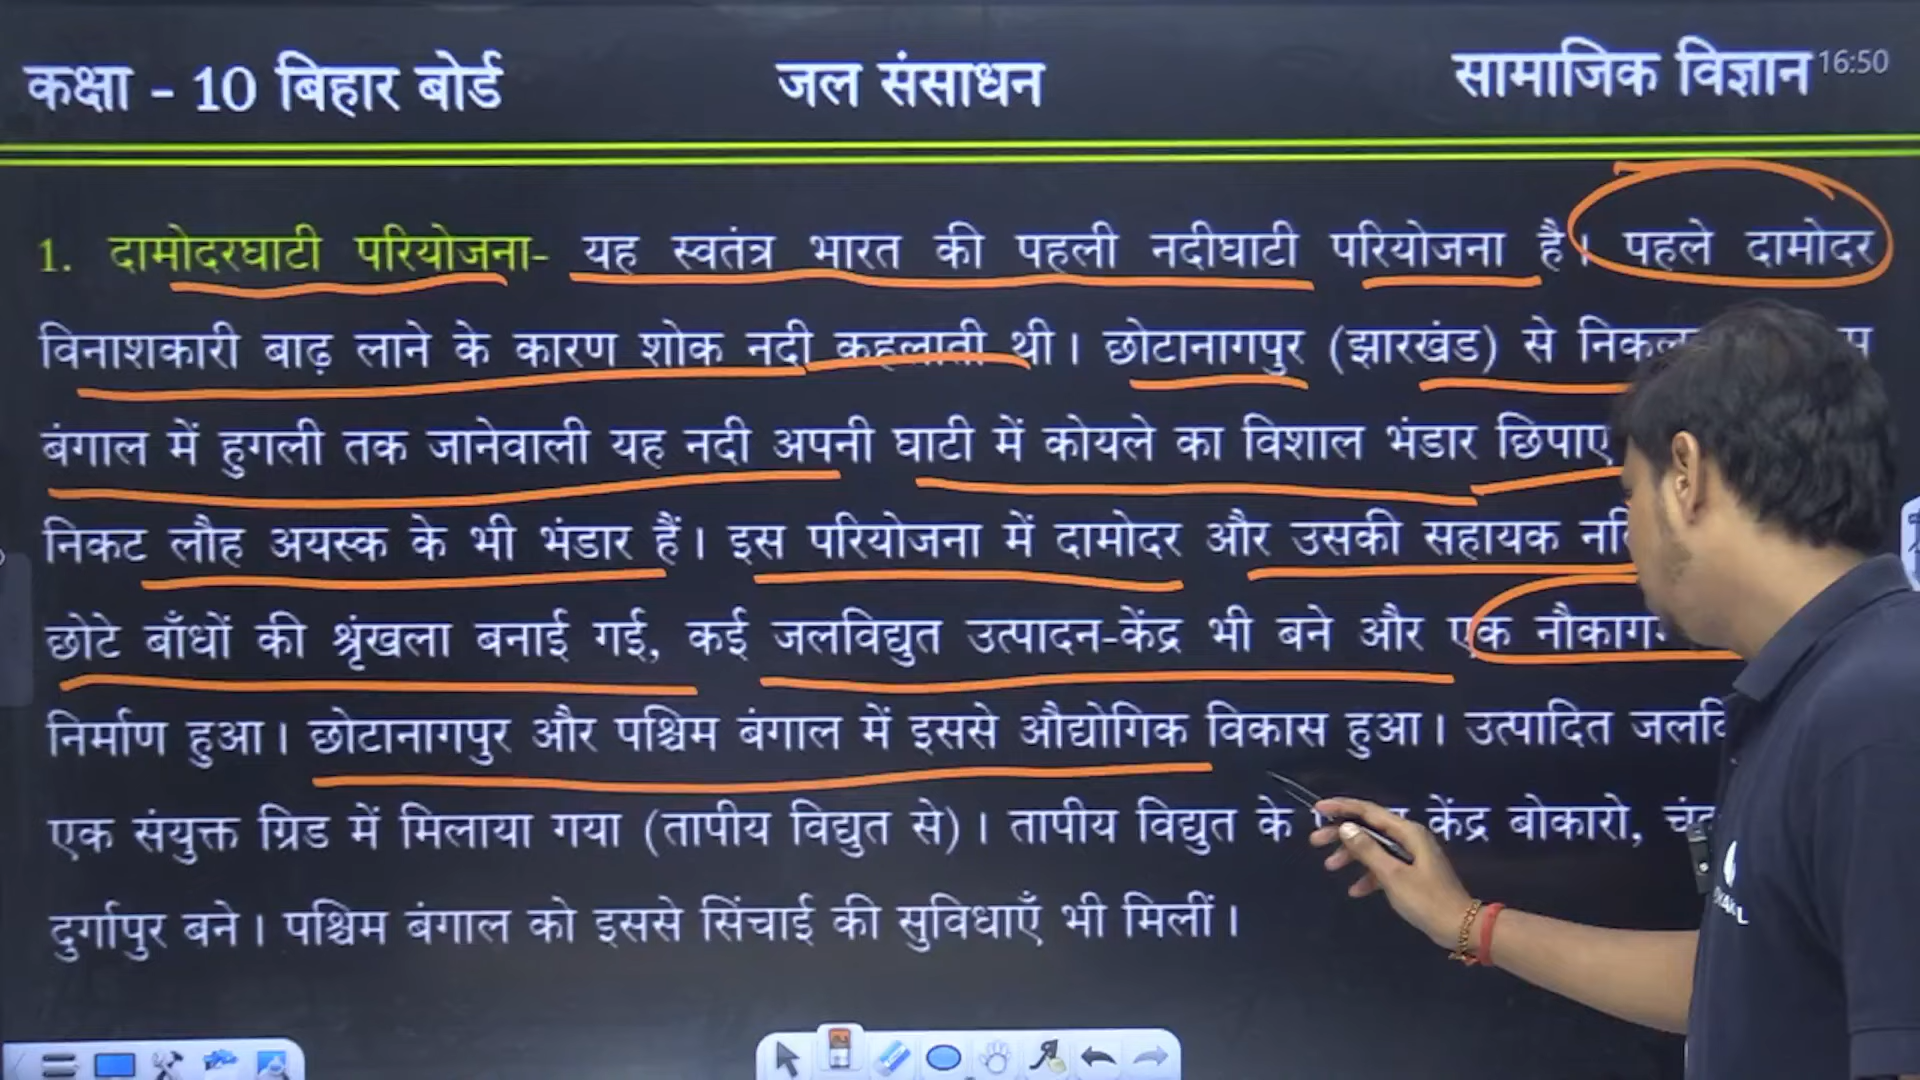 कक्षा - 10 बिहार बोर्ड जल संसाधन सामाजिक विज्ञान 16:50
1. दामोदरघाटी परियोजना- यह स्वतंत्र भारत की पहली नदीघाटी परियोजना है। पहले दामोदर
विनाशकारी बाढ़ लाने के कारण शोक नदी कहलाती थी। छोटानागपुर (झारखंड) से
बंगाल में हुगली तक जानेवाली यह नदी अपनी घाटी में कोयले का विशाल भंडार छिपाए
निकट लौह अयस्क के भी भंडार हैं। इस परियोजना में दामोदर और उसकी सहायक
छोटे बाँधों की श्रृंखला बनाई गई, कई जलविद्युत उत्पादन-केंद्र भी बने और एक
निर्माण हुआ। छोटानागपुर और पश्चिम बंगाल में इससे औद्योगिक विकास हुआ। उत्पादित
एक संयुक्त ग्रिड में मिलाया गया (तापीय विद्युत से)। तापीय विद्युत के केंद्र बोकारो,
दुर्गापुर बने। पश्चिम बंगाल को इससे सिंचाई की सुविधाएँ भी मिलीं।